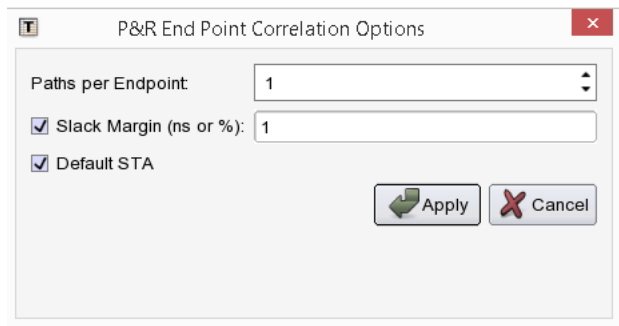 T P&R End Point Correlation Options
Paths per Endpoint: 1
Slack Margin (ns or %): 1
Default STA
Apply Cancel